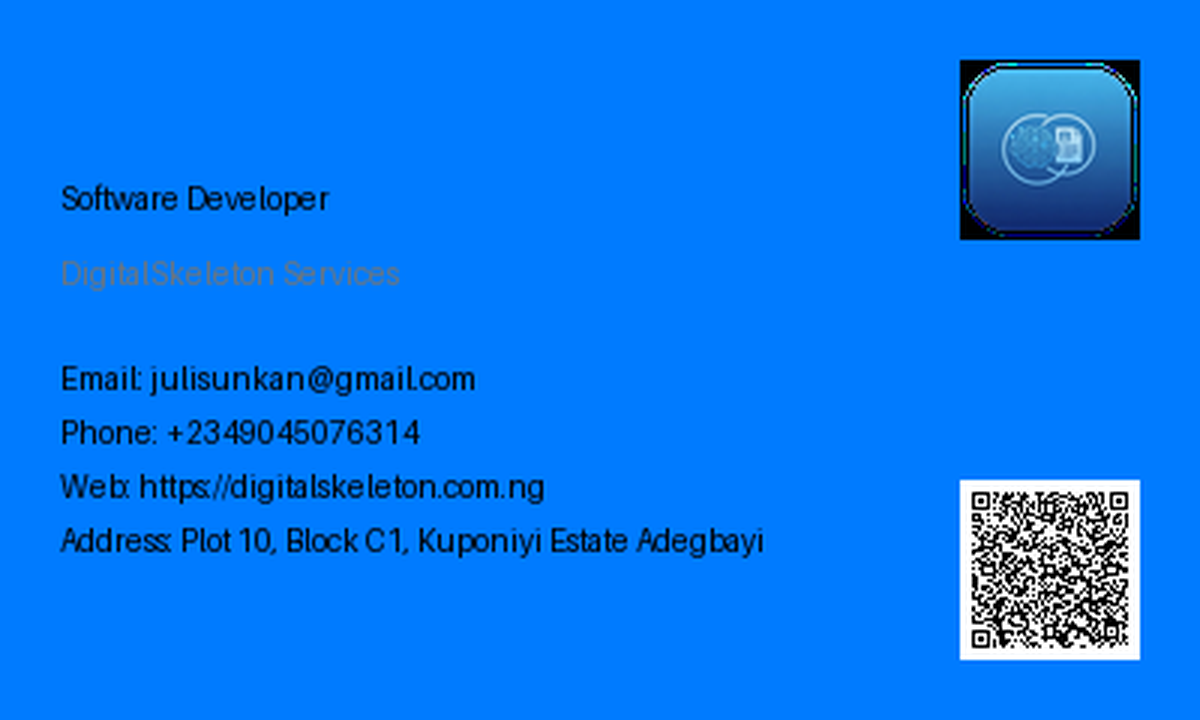 Software Developer
DigitalSkeleton Services
Email: julisunkan@gmail.com
Phone: +2349045076314
Web: https://digitalskeleton.com.ng
Address: Plot 10, Block C1, Kuponiyi Estate Adegbayi